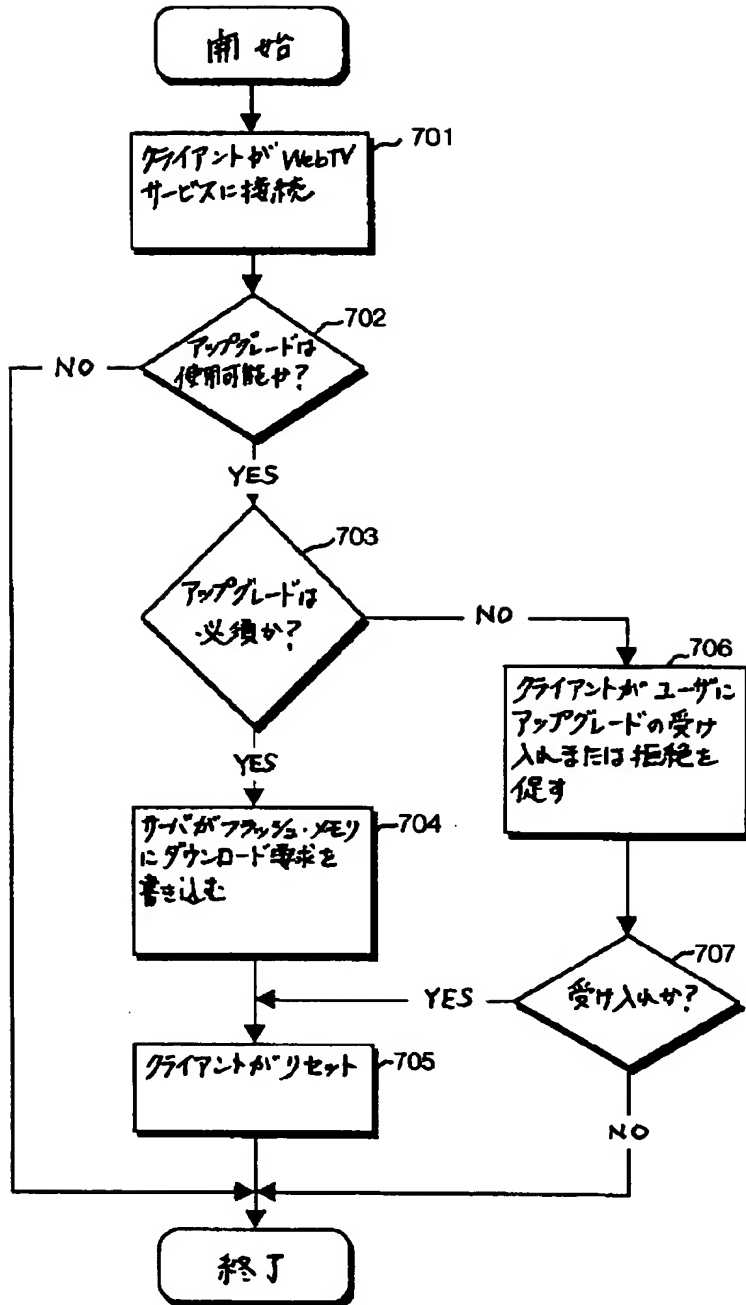 開始
701
クライアントが WebTV
サービスに接続
702
アップグレードは
使用可能か?
NO
YES
703
アップグレードは
必須か?
NO
YES
706
クライアントが ユーザに
アップグレードの受け
入れまたは拒絶を
促す
サーバがフラッシュ・メモリ
にダウンロード要求を
書き込む
704
707
受け入れか?
YES
NO
クライアントがリセット
705
終了